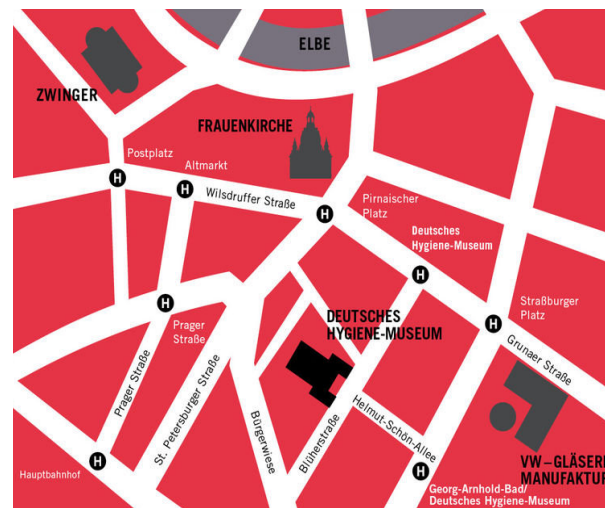 ELBE
ZWINGER
FRAUENKIRCHE
Postplatz
Altmarkt
H
H
Wilsdruffer Straße
H
Pirnaischer
Platz
Deutsches
Hygiene-Museum
H
H
Prager
Straße
DEUTSCHES
HYGIENE-MUSEUM
Straßburger
Platz
H
Grunaer Straße
Prager Straße
St. Petersburger Straße
Bürgerwiese
Blüherstraße
Helmut-Schön-Allee
H
Hauptbahnhof
H
VW–GLÄSERN
MANUFAKTUR
Georg-Arnhold-Bad/
Deutsches Hygiene-Museum